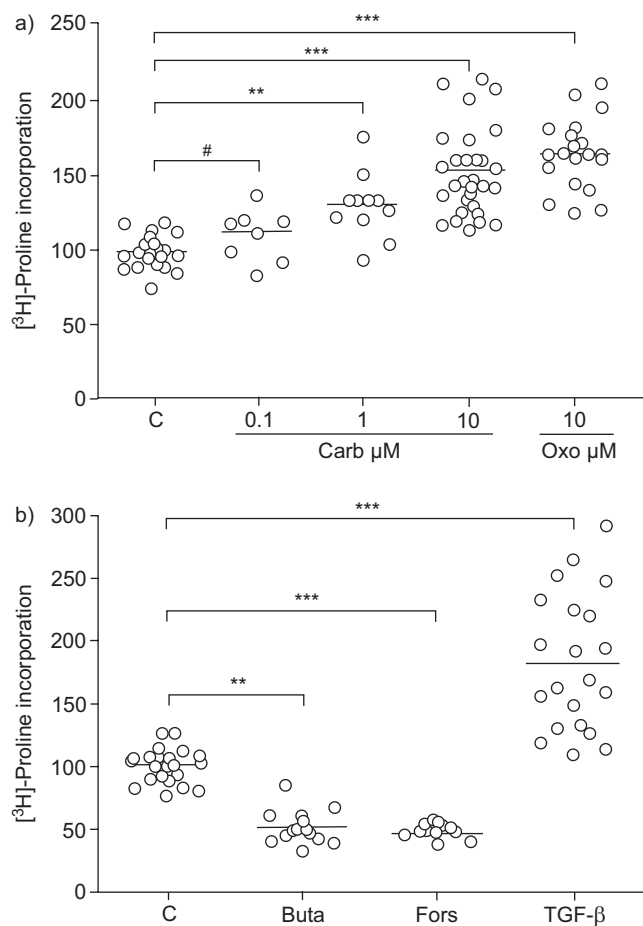 a)
[³H]-Proline incorporation
250
200
150
100
50
0
***
***
**
#
C
0.1
1
10
10
Carb µM
Oxo µM
b)
[³H]-Proline incorporation
300
250
200
150
100
50
0
***
***
**
C
Buta
Fors
TGF-β